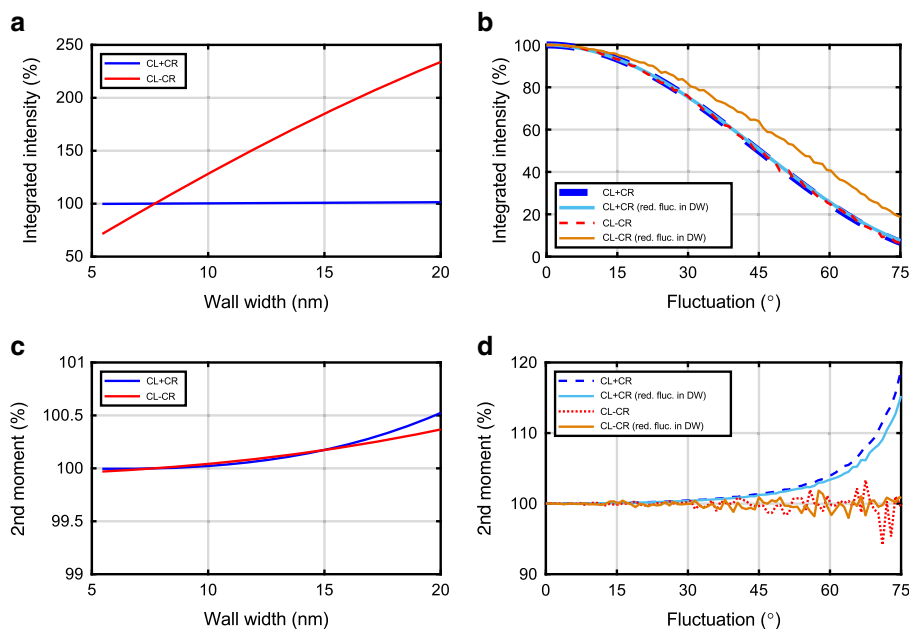 a
250
200
150
100
50
5
10
15
20
Integrated intensity (%)
Wall width (nm)
CL+CR
CL-CR
b
100
80
60
40
20
0
0
15
30
45
60
75
Integrated intensity (%)
Fluctuation (°)
CL+CR
CL+CR (red. fluc. in DW)
CL-CR
CL-CR (red. fluc. in DW)
c
101
100.5
100
99.5
99
5
10
15
20
2nd moment (%)
Wall width (nm)
CL+CR
CL-CR
d
120
110
100
90
0
15
30
45
60
75
2nd moment (%)
Fluctuation (°)
CL+CR
CL+CR (red. fluc. in DW)
CL-CR
CL-CR (red. fluc. in DW)